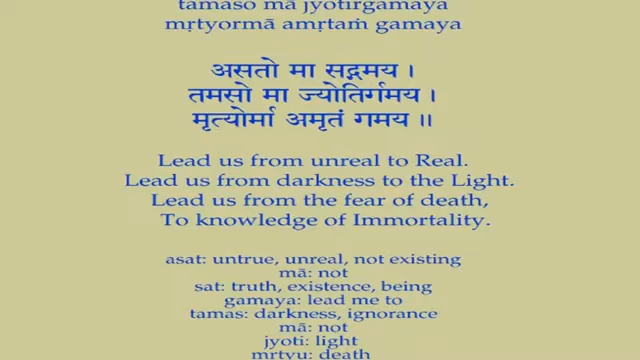 tamaso mā jyotirgamaya
mṛtyormā amṛtaṃ gamaya
असतो मा सद्गमय ।
तमसो मा ज्योतिर्गमय ।
मृत्योर्मा अमृतं गमय ॥
Lead us from unreal to Real.
Lead us from darkness to the Light.
Lead us from the fear of death,
To knowledge of Immortality.
asat: untrue, unreal, not existing
mā: not
sat: truth, existence, being
gamaya: lead me to
tamas: darkness, ignorance
mā: not
jyoti: light
mṛtyu: death